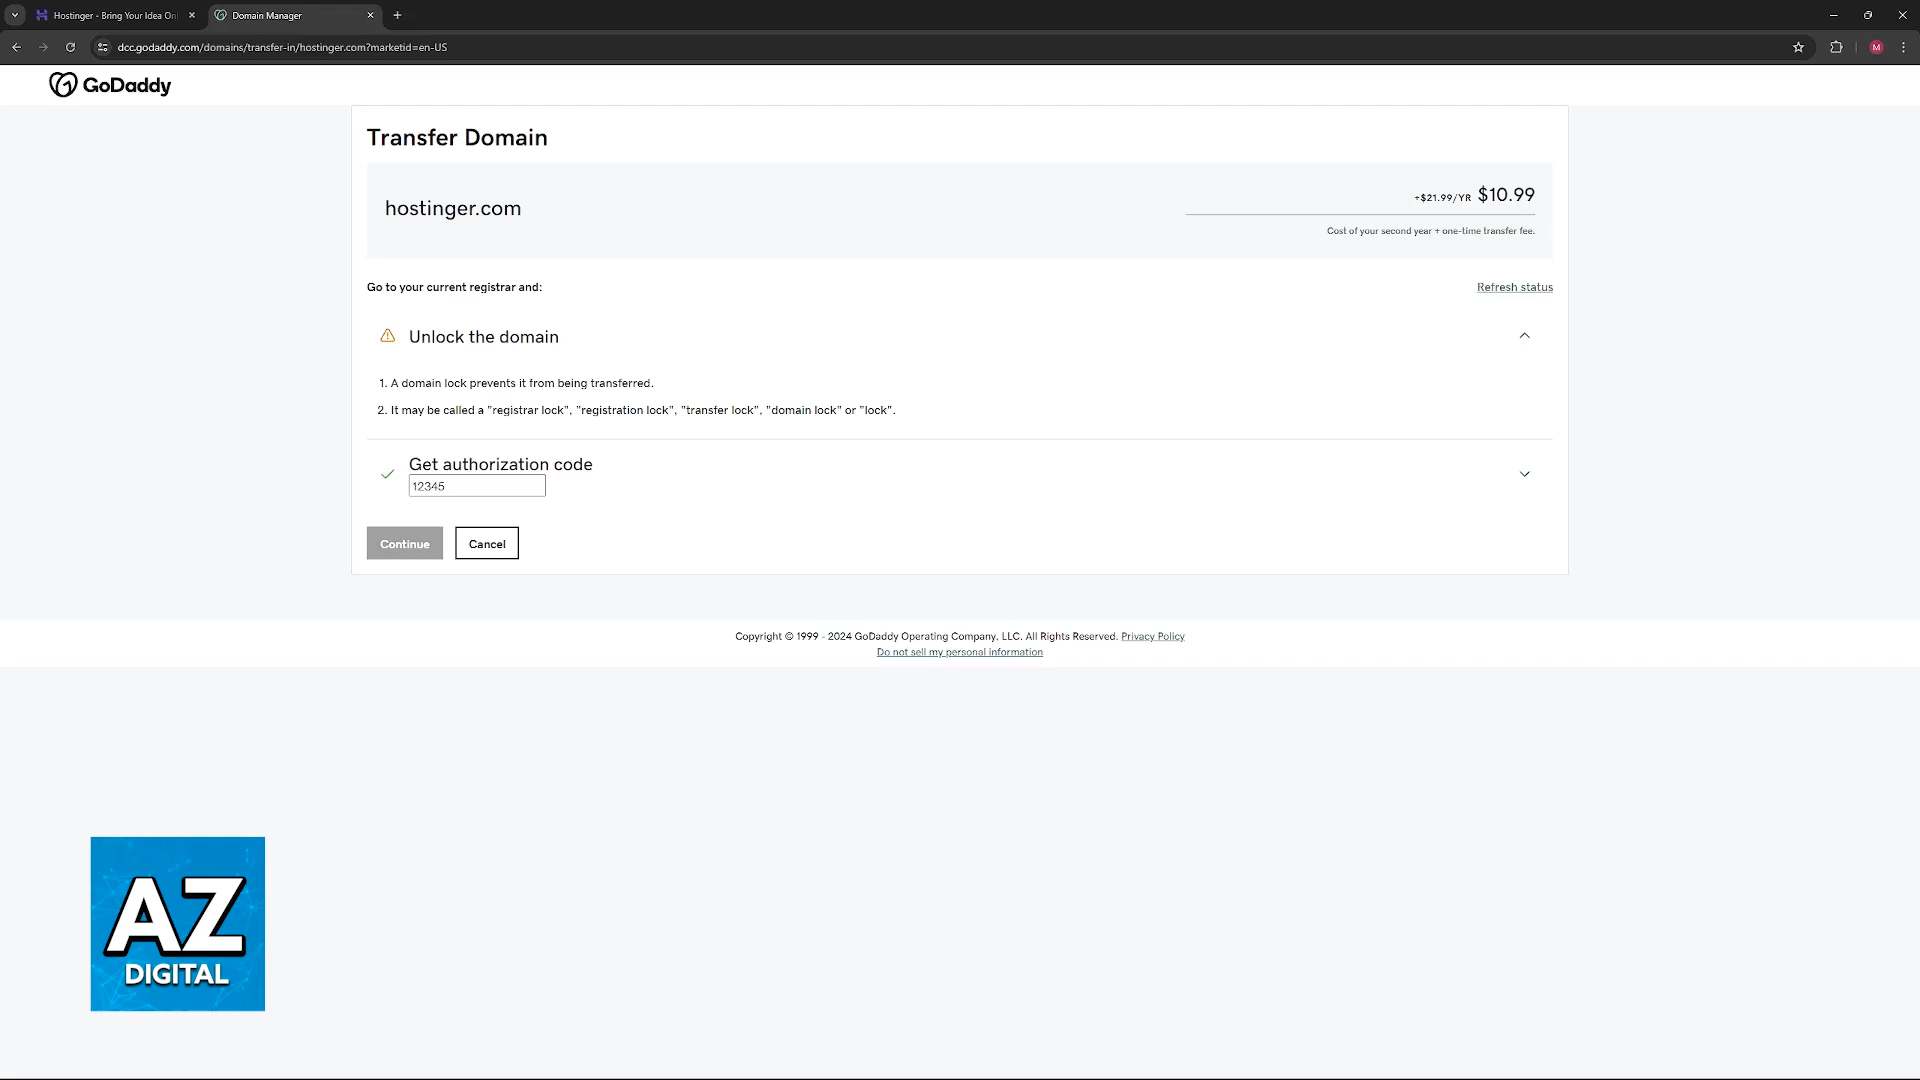 Hostinger - Bring Your Idea Onl
Domain Manager
dcc.godaddy.com/domains/transfer-in/hostinger.com?marketid=en-US
M
GoDaddy
Transfer Domain
hostinger.com
+$21.99/YR $10.99
Cost of your second year + one-time transfer fee.
Go to your current registrar and:
Refresh status
Unlock the domain
1. A domain lock prevents it from being transferred.
2. It may be called a "registrar lock", "registration lock", "transfer lock", "domain lock" or "lock".
Get authorization code
12345
Continue
Cancel
Copyright © 1999 - 2024 GoDaddy Operating Company, LLC. All Rights Reserved. Privacy Policy
Do not sell my personal information
AZ
DIGITAL